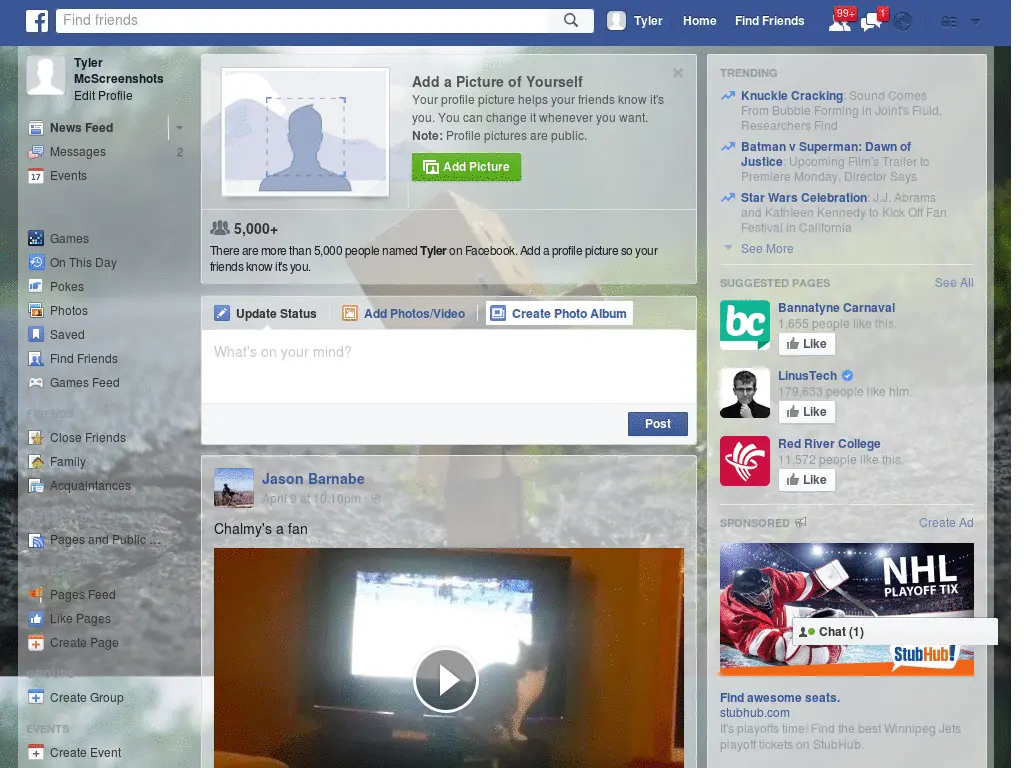 Find friends
Tyler
Home
Find Friends
99+
1
Tyler
McScreenshots
Edit Profile
News Feed
Messages
2
17
Events
Games
On This Day
Pokes
Photos
Saved
Find Friends
Games Feed
FRIENDS
Close Friends
Family
Acquaintances
Pages and Public ...
Pages Feed
Like Pages
Create Page
GROUPS
Create Group
EVENTS
Create Event
Add a Picture of Yourself
Your profile picture helps your friends know it's
you. You can change it whenever you want.
Note: Profile pictures are public.
Add Picture
5,000+
There are more than 5,000 people named Tyler on Facebook. Add a profile picture so your
friends know it's you.
Update Status
Add Photos/Video
Create Photo Album
What's on your mind?
Post
Jason Barnabe
April 9 at 10:10pm ·
Chalmy's a fan
TRENDING
Knuckle Cracking: Sound Comes
From Bubble Forming in Joint's Fluid,
Researchers Find
Batman v Superman: Dawn of
Justice: Upcoming Film's Trailer to
Premiere Monday, Director Says
Star Wars Celebration: J.J. Abrams
and Kathleen Kennedy to Kick Off Fan
Festival in California
See More
SUGGESTED PAGES
See All
bc
Bannatyne Carnaval
1,655 people like this.
Like
LinusTech
179,633 people like him.
Like
Red River College
11,572 people like this.
Like
SPONSORED
Create Ad
NHL
PLAYOFF TIX
Chat (1)
StubHub!
Find awesome seats.
stubhub.com
It's playoffs time! Find the best Winnipeg Jets
playoff tickets on StubHub.